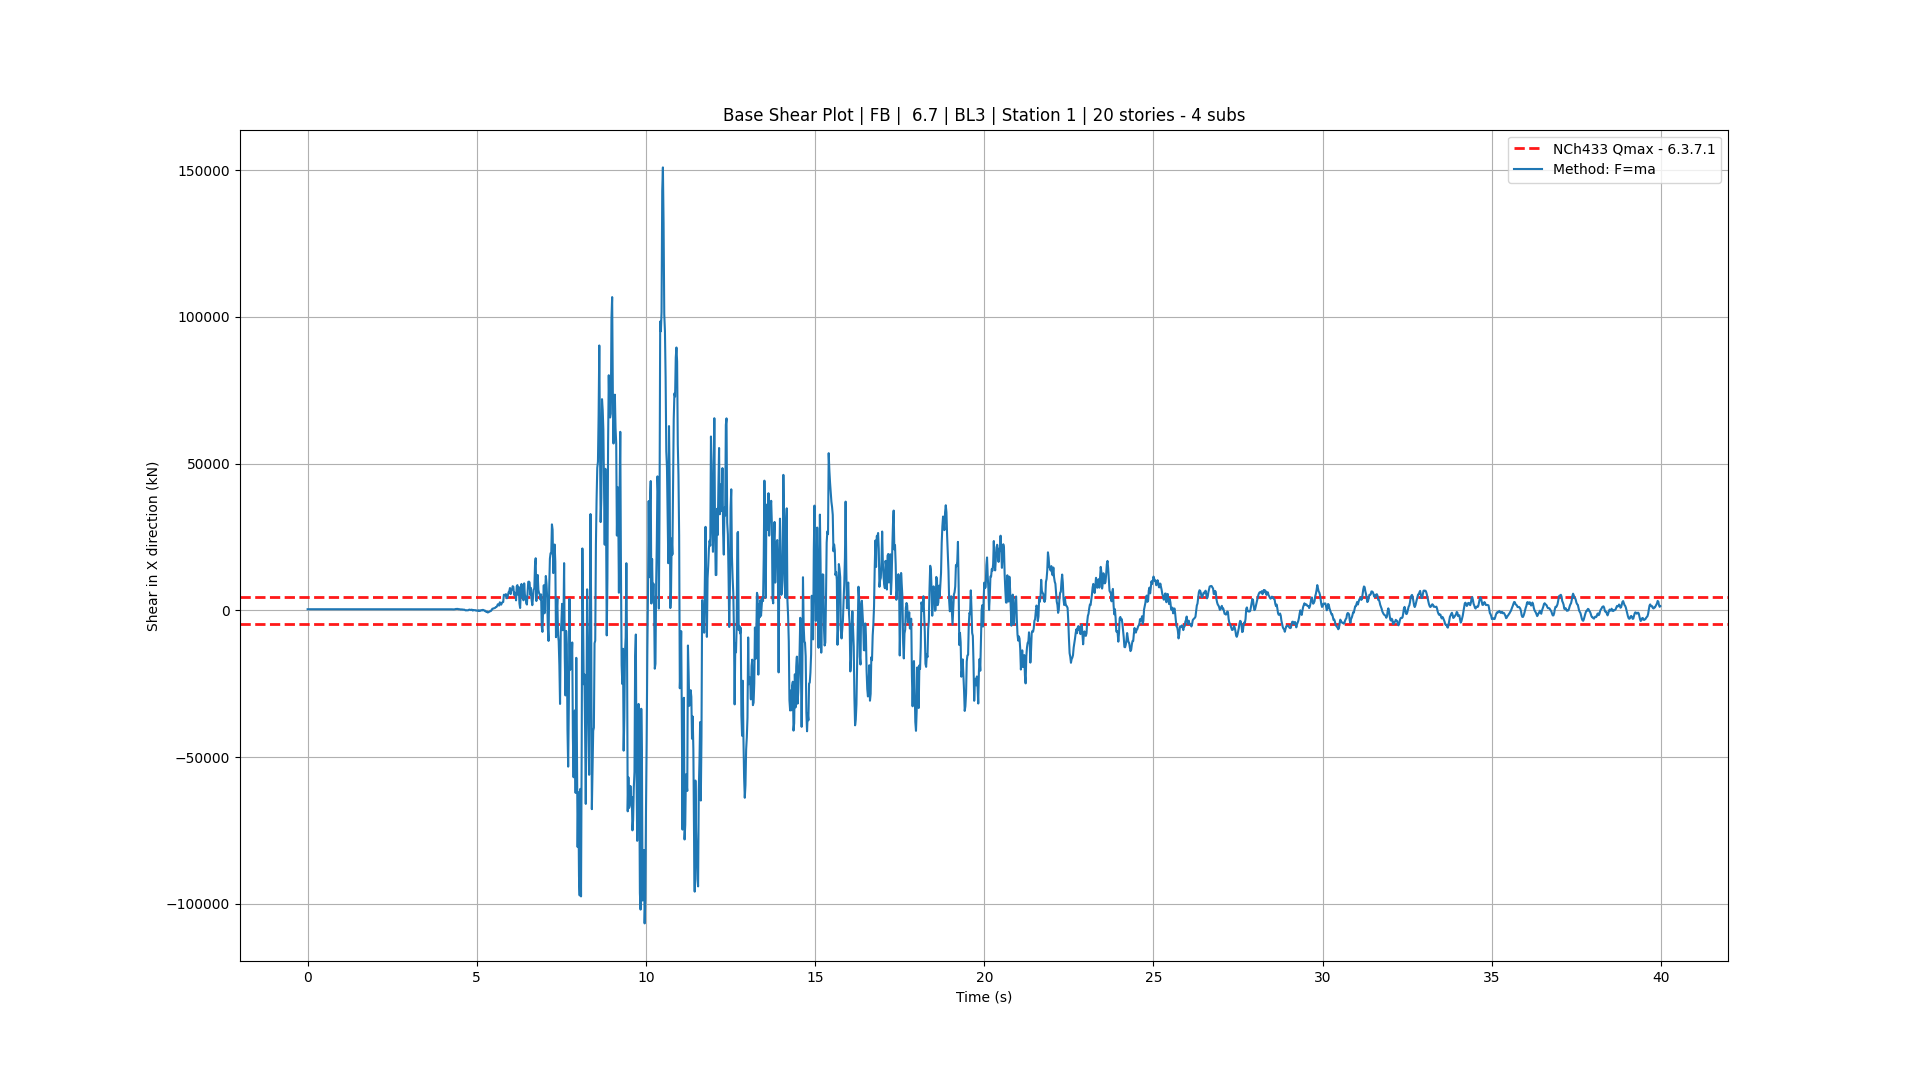 Base Shear Plot | FB |  6.7 | BL3 | Station 1 | 20 stories - 4 subs
NCh433 Qmax - 6.3.7.1
Method: F=ma
150000
100000
50000
0
−50000
−100000
Shear in X direction (kN)
0 5 10 15 20 25 30 35 40
Time (s)